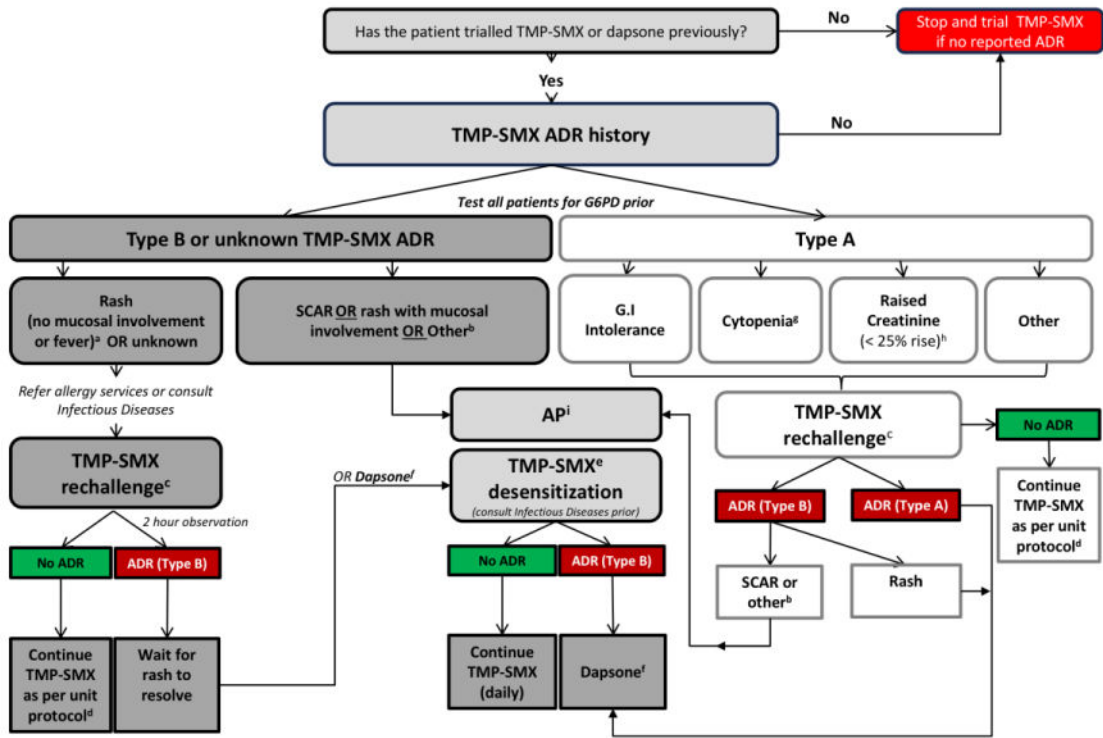 Has the patient trialled TMP-SMX or dapsone previously?
No
Stop and trial TMP-SMX
if no reported ADR
Yes
TMP-SMX ADR history
No
Test all patients for G6PD prior
Type B or unknown TMP-SMX ADR
Type A
Rash
(no mucosal involvement
or fever)ᵃ OR unknown
SCAR OR rash with mucosal
involvement OR Otherᵇ
G.I
Intolerance
Cytopeniaᵍ
Raised
Creatinine
(< 25% rise)ʰ
Other
Refer allergy services or consult
Infectious Diseases
APⁱ
TMP-SMX
rechallengeᶜ
No ADR
TMP-SMX
rechallengeᶜ
OR Dapsoneᶠ
TMP-SMXᵉ
desensitization
(consult Infectious Diseases prior)
Continue
TMP-SMX
as per unit
protocolᵈ
ADR (Type B)
ADR (Type A)
2 hour observation
No ADR
ADR (Type B)
No ADR
ADR (Type B)
SCAR or
otherᵇ
Rash
Continue
TMP-SMX
as per unit
protocolᵈ
Wait for
rash to
resolve
Continue
TMP-SMX
(daily)
Dapsoneᶠ